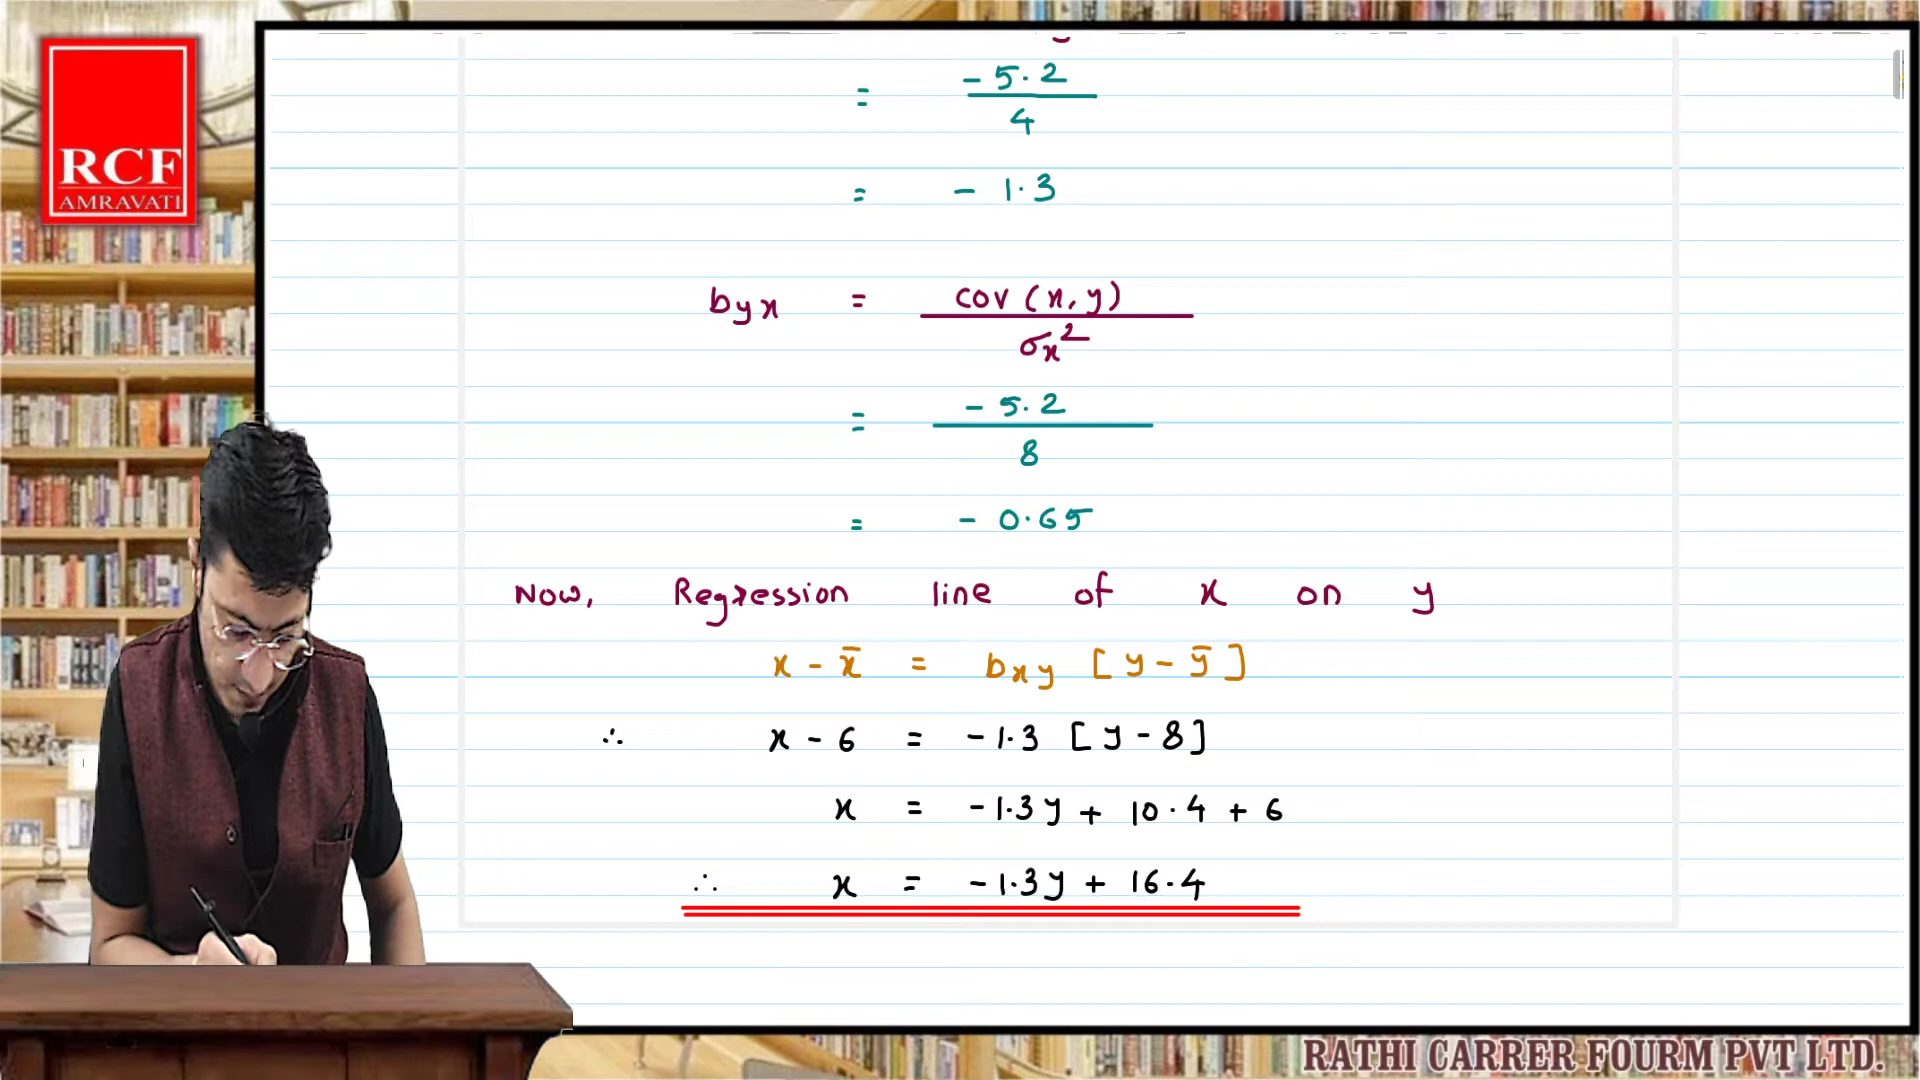 RCF
AMRAVATI
= - 5.2 / 4
= - 1.3
byx = cov (x, y) / σx²
= - 5.2 / 8
= - 0.65
Now, Regression line of x on y
x - x̄ = bxy [ y - ȳ ]
∴ x - 6 = -1.3 [ y - 8 ]
x = -1.3y + 10.4 + 6
∴ x = -1.3y + 16.4
RATHI CARRER FOURM PVT LTD.